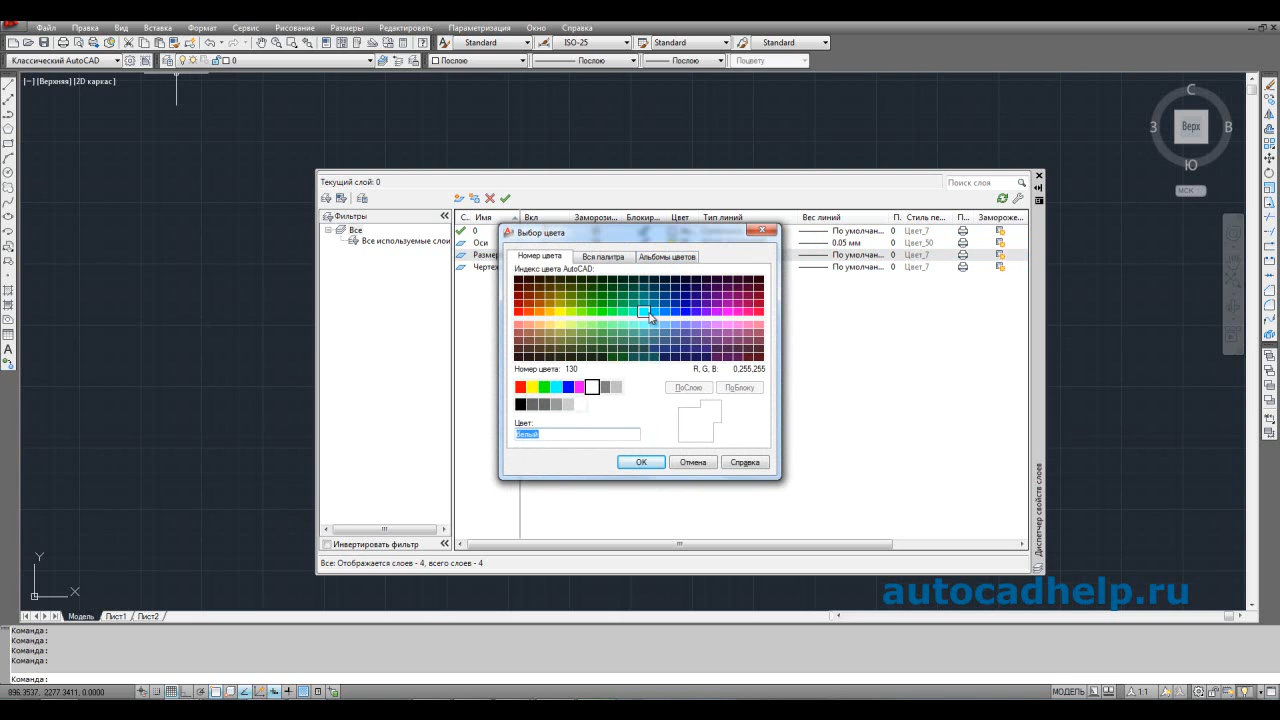 Файл Правка Вид Вставка Формат Сервис Рисование Размеры Редактировать Параметризация Окно Справка
Standard ISO-25 Standard Standard
Классический AutoCAD 0 Послою Послою Послою Поцвету
[−][Верхняя][2D каркас]
С
З Верх В
Ю
МСК
Текущий слой: 0 Поиск слоя
Фильтры
Все
Все используемые слои
С.. Имя Вкл Заморози... Блокир... Цвет Тип линий Вес линий П. Стиль пе... П.. Замороже...
0 По умолчан... 0 Цвет_7
Оси 0.05 мм 0 Цвет_50
Размер По умолчан... 0 Цвет_7
Чертеж По умолчан... 0 Цвет_7
Выбор цвета
Номер цвета Вся палитра Альбомы цветов
Индекс цвета AutoCAD:
Номер цвета: 130 R, G, B: 0,255,255
ПоСлою ПоБлоку
Цвет:
белый
OK Отмена Справка
Инвертировать фильтр
Все: Отображается слоев - 4, всего слоев - 4
Диспетчер свойств слоев
autocadhelp.ru
Y
X
Модель Лист1 Лист2
Команда:
Команда:
Команда:
Команда:
Команда:
896.3537, 2277.3411, 0.0000 МОДЕЛЬ 1:1